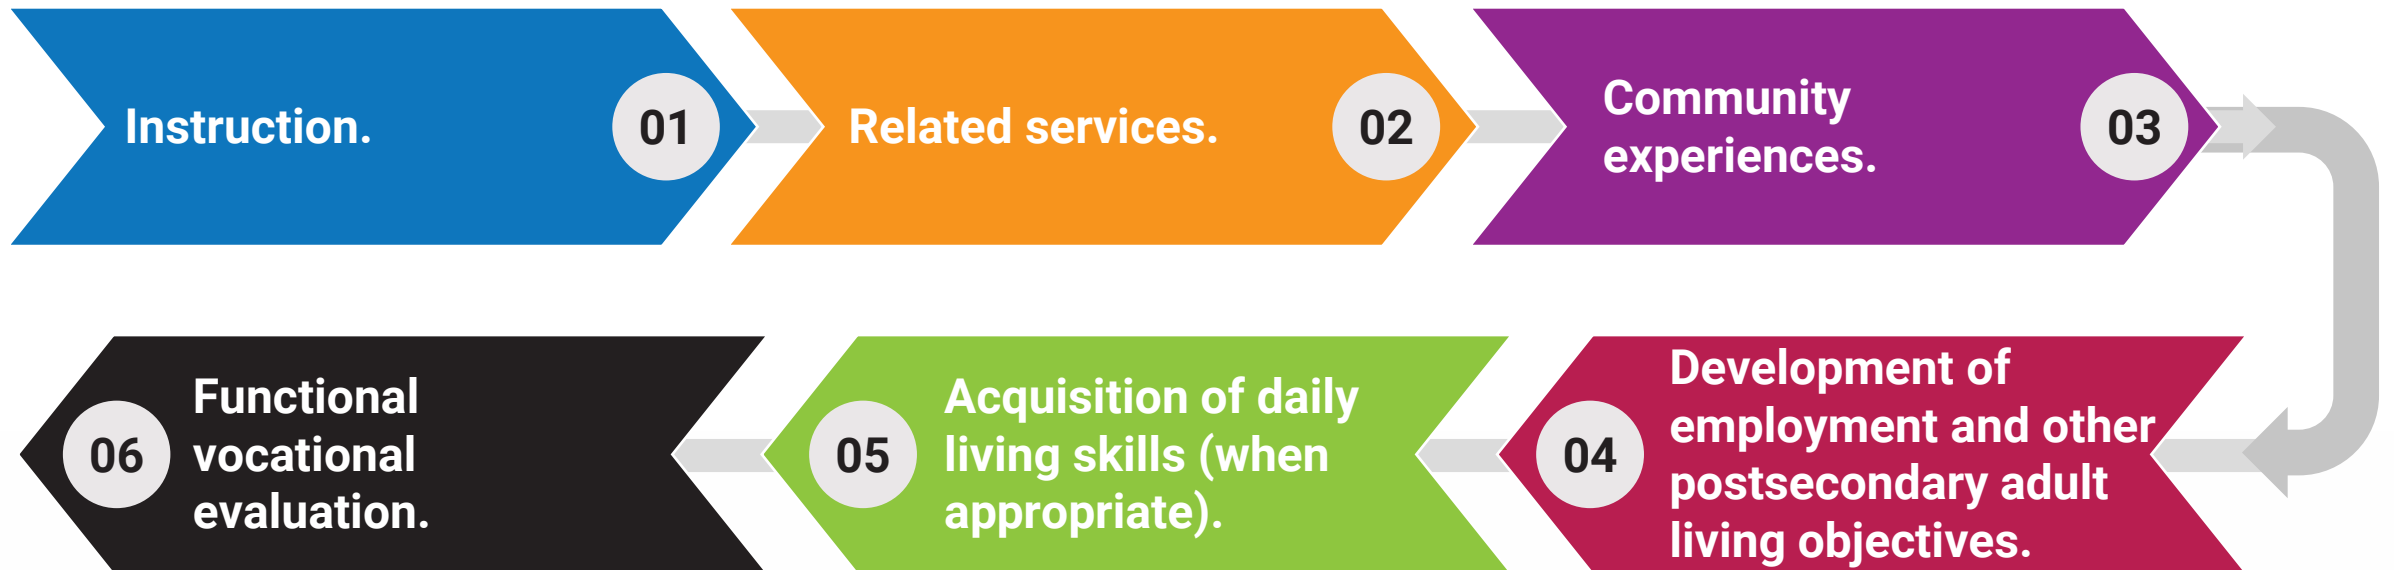 Instruction.
01
Related services.
02
Community
experiences.
03
Development of
employment and other
postsecondary adult
living objectives.
04
Acquisition of daily
living skills (when
appropriate).
05
Functional
vocational
evaluation.
06